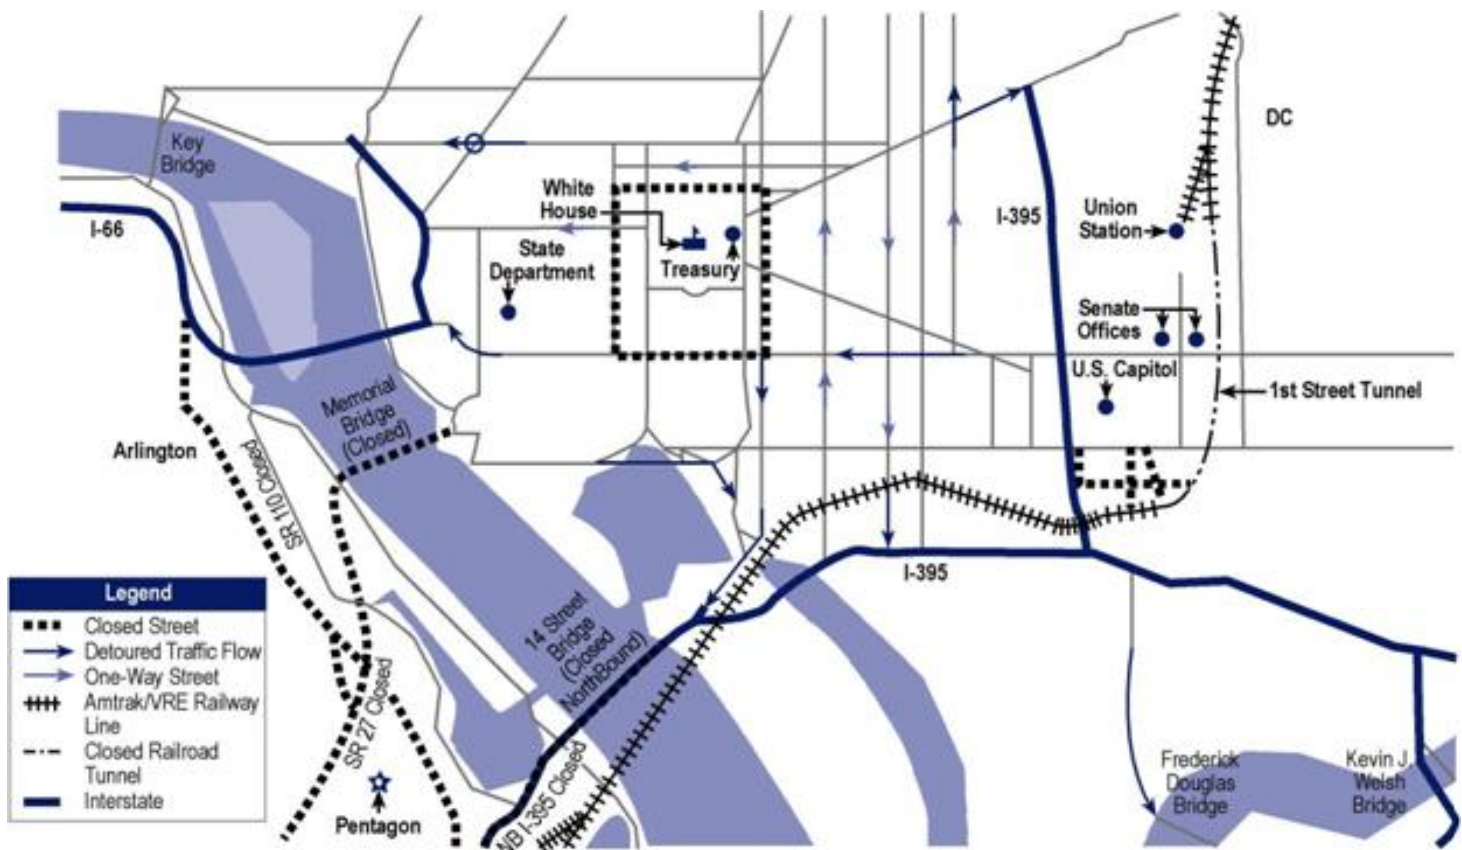 Key
Bridge
I-66
White
House
State
Department
Treasury
I-395
DC
Union
Station
Senate
Offices
U.S. Capitol
1st Street Tunnel
Memorial
Bridge
(Closed)
Arlington
SR 110 Closed
I-395
14 Street
Bridge
(Closed
NorthBound)
SR 27 Closed
NB I-395 Closed
Pentagon
Frederick
Douglas
Bridge
Kevin J.
Welsh
Bridge
Legend
Closed Street
Detoured Traffic Flow
One-Way Street
Amtrak/VRE Railway
Line
Closed Railroad
Tunnel
Interstate